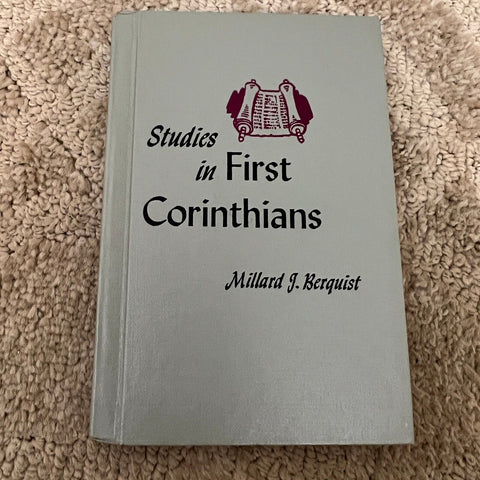 Studies
in First
Corinthians
Millard J. Berquist